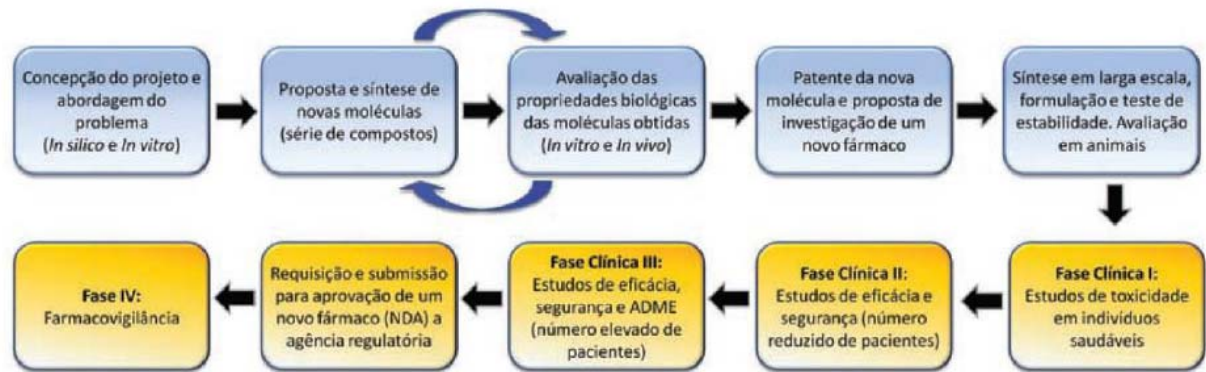 Concepção do projeto e
abordagem do
problema
(In silico e In vitro)
Proposta e síntese de
novas moléculas
(série de compostos)
Avaliação das
propriedades biológicas
das moléculas obtidas
(In vitro e In vivo)
Patente da nova
molécula e proposta de
investigação de um
novo fármaco
Síntese em larga escala,
formulação e teste de
estabilidade. Avaliação
em animais
Fase Clínica I:
Estudos de toxicidade
em indivíduos
saudáveis
Fase Clínica II:
Estudos de eficácia e
segurança (número
reduzido de pacientes)
Fase Clínica III:
Estudos de eficácia,
segurança e ADME
(número elevado de
pacientes)
Requisição e submissão
para aprovação de um
novo fármaco (NDA) a
agência regulatória
Fase IV:
Farmacovigilância